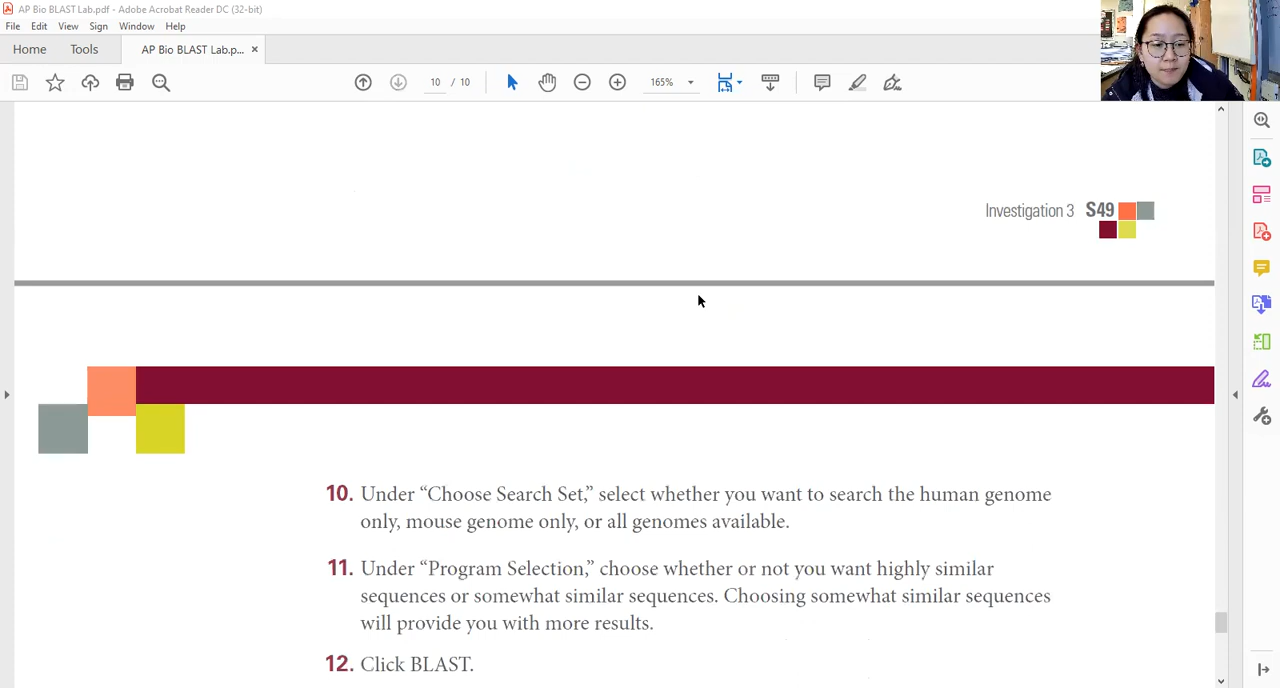 AP Bio BLAST Lab.pdf - Adobe Acrobat Reader DC (32-bit)
File Edit View Sign Window Help
Home Tools AP Bio BLAST Lab.p... ×
10 / 10 165%
Investigation 3 S49
10. Under “Choose Search Set,” select whether you want to search the human genome
only, mouse genome only, or all genomes available.
11. Under “Program Selection,” choose whether or not you want highly similar
sequences or somewhat similar sequences. Choosing somewhat similar sequences
will provide you with more results.
12. Click BLAST.